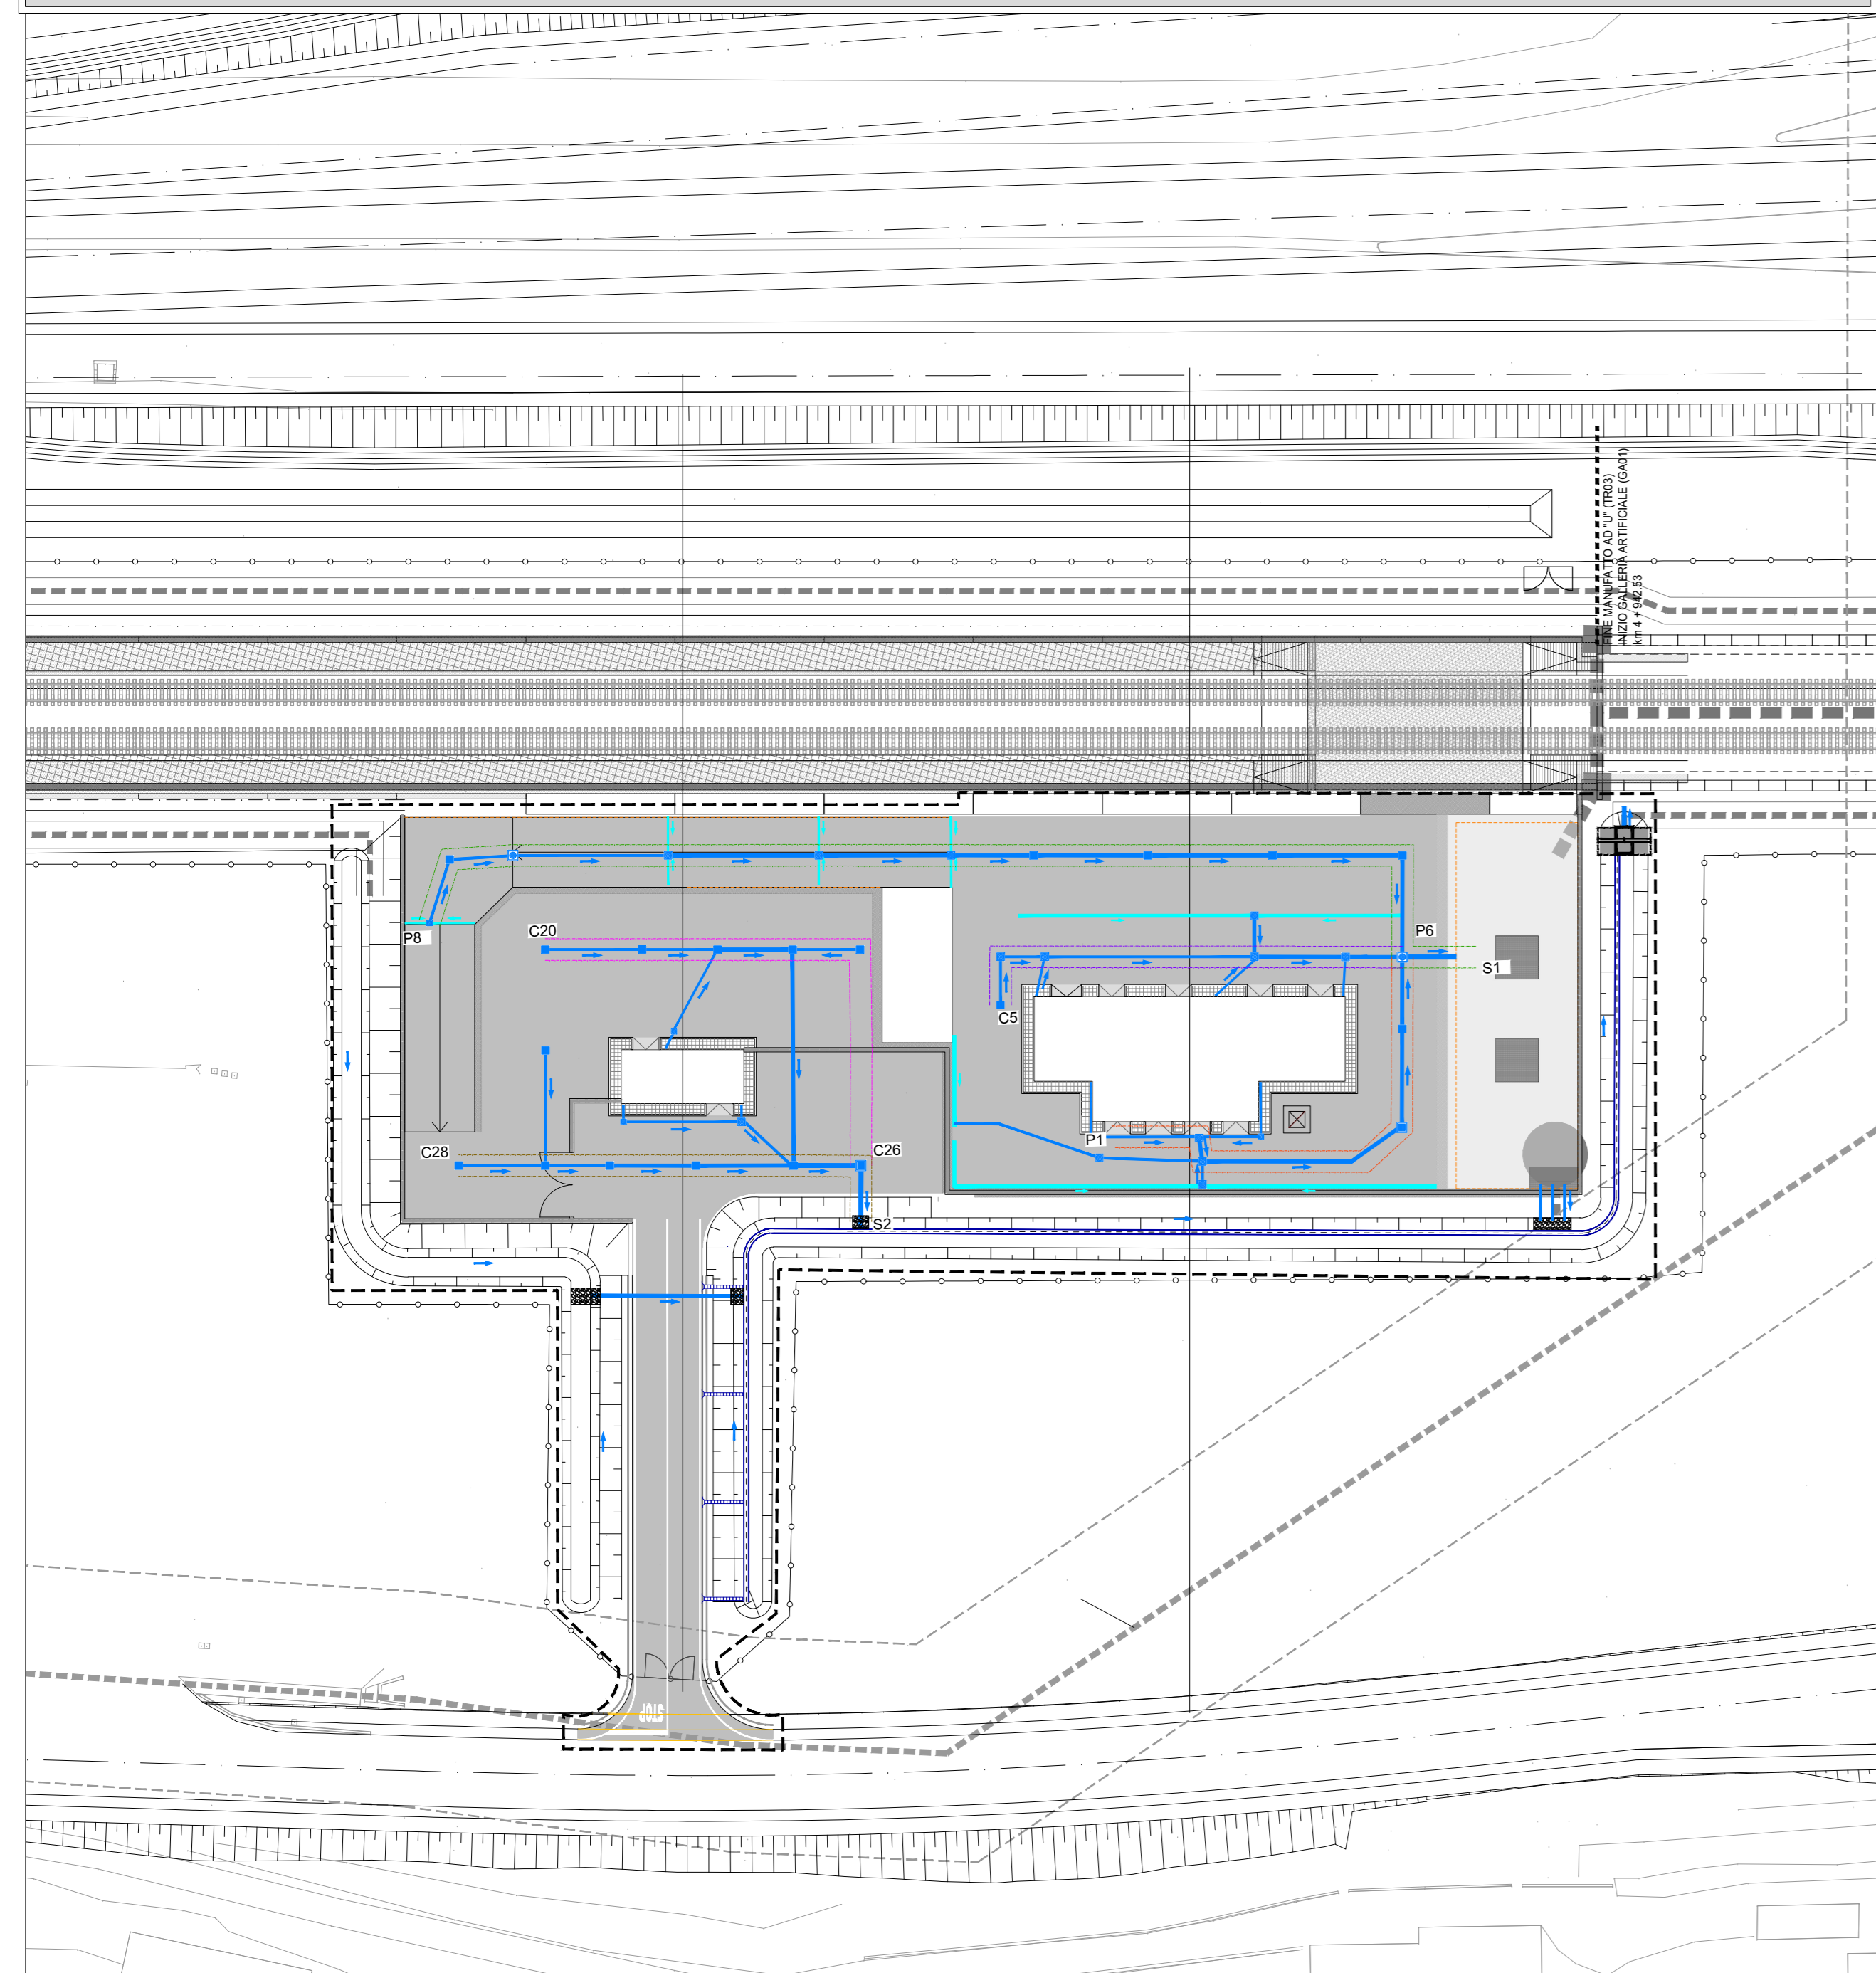 FINE MANUFATTO AD "U" (TR03)
INIZIO GALLERIA ARTIFICIALE (GA01)
km 4 + 942.53
P8
C20
P6
S1
C5
P1
C28
C26
S2
STOP